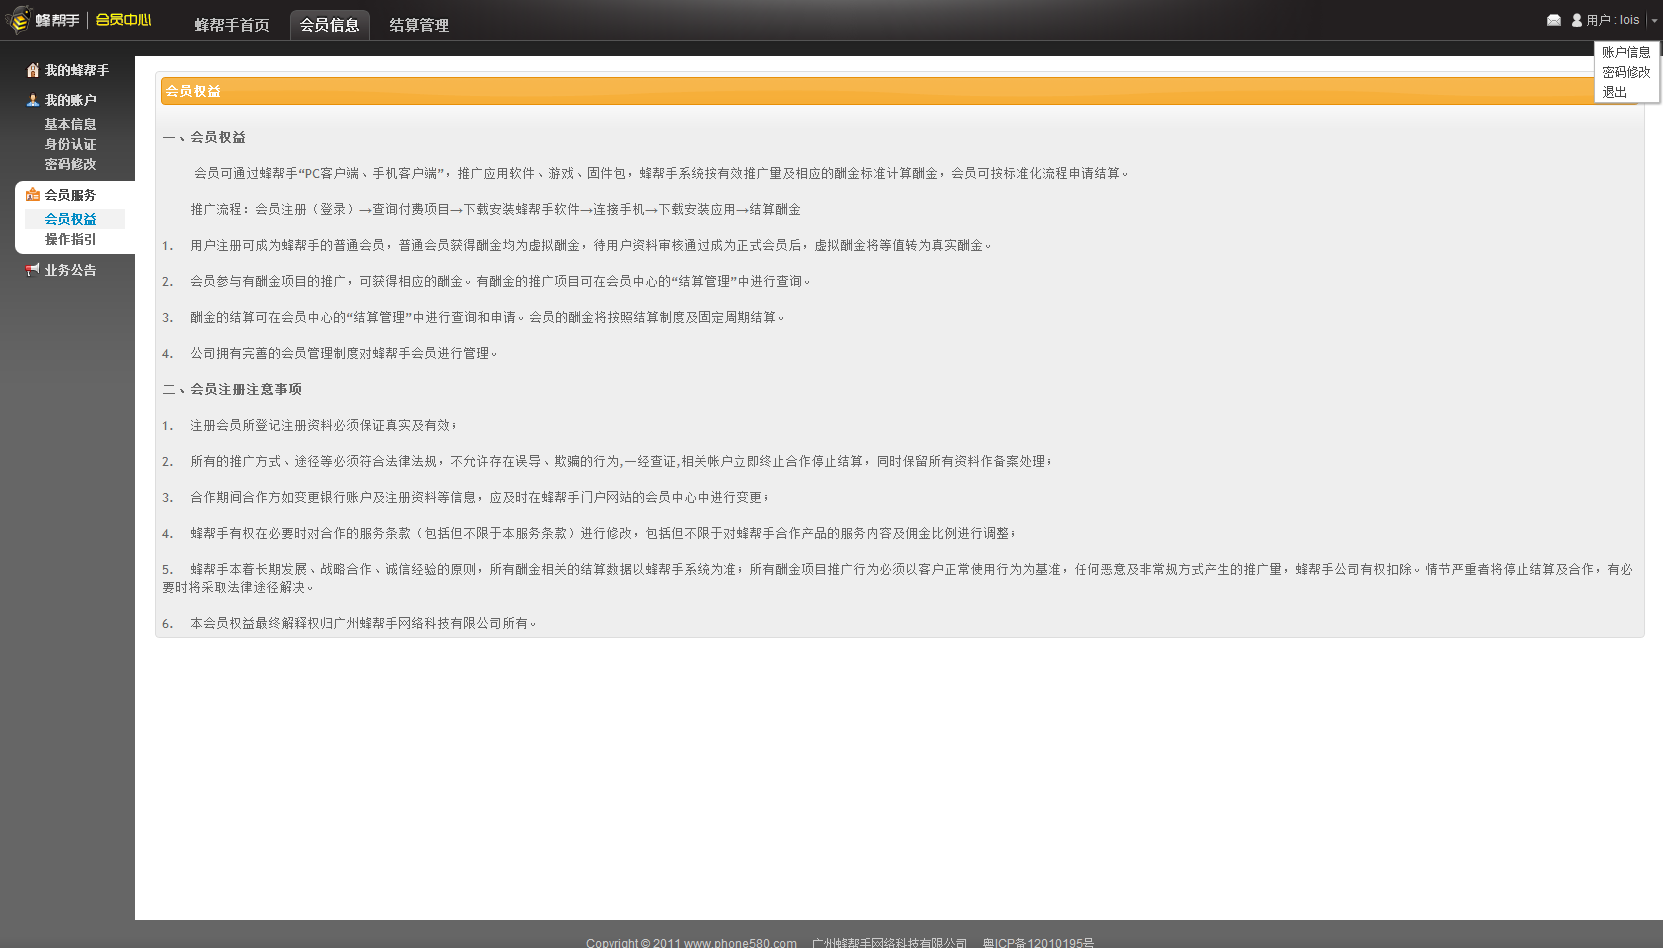 蜂帮手 会员中心 蜂帮手首页 会员信息 结算管理 用户 : lois
账户信息
密码修改
退出
我的蜂帮手
我的账户
基本信息
身份认证
密码修改
会员服务
会员权益
操作指引
业务公告
会员权益
一、会员权益
会员可通过蜂帮手“PC客户端、手机客户端”，推广应用软件、游戏、固件包，蜂帮手系统按有效推广量及相应的酬金标准计算酬金，会员可按标准化流程申请结算。
推广流程：会员注册（登录）→查询付费项目→下载安装蜂帮手软件→连接手机→下载安装应用→结算酬金
1. 用户注册可成为蜂帮手的普通会员，普通会员获得酬金均为虚拟酬金，待用户资料审核通过成为正式会员后，虚拟酬金将等值转为真实酬金。
2. 会员参与有酬金项目的推广，可获得相应的酬金。有酬金的推广项目可在会员中心的“结算管理”中进行查询。
3. 酬金的结算可在会员中心的“结算管理”中进行查询和申请。会员的酬金将按照结算制度及固定周期结算。
4. 公司拥有完善的会员管理制度对蜂帮手会员进行管理。
二、会员注册注意事项
1. 注册会员所登记注册资料必须保证真实及有效；
2. 所有的推广方式、途径等必须符合法律法规，不允许存在误导、欺骗的行为,一经查证,相关帐户立即终止合作停止结算，同时保留所有资料作备案处理；
3. 合作期间合作方如变更银行账户及注册资料等信息，应及时在蜂帮手门户网站的会员中心中进行变更；
4. 蜂帮手有权在必要时对合作的服务条款（包括但不限于本服务条款）进行修改，包括但不限于对蜂帮手合作产品的服务内容及佣金比例进行调整；
5. 蜂帮手本着长期发展、战略合作、诚信经验的原则，所有酬金相关的结算数据以蜂帮手系统为准；所有酬金项目推广行为必须以客户正常使用行为为基准，任何恶意及非常规方式产生的推广量，蜂帮手公司有权扣除。情节严重者将停止结算及合作，有必
要时将采取法律途径解决。
6. 本会员权益最终解释权归广州蜂帮手网络科技有限公司所有。
Copyright © 2011 www.phone580.com 广州蜂帮手网络科技有限公司 粤ICP备12010195号